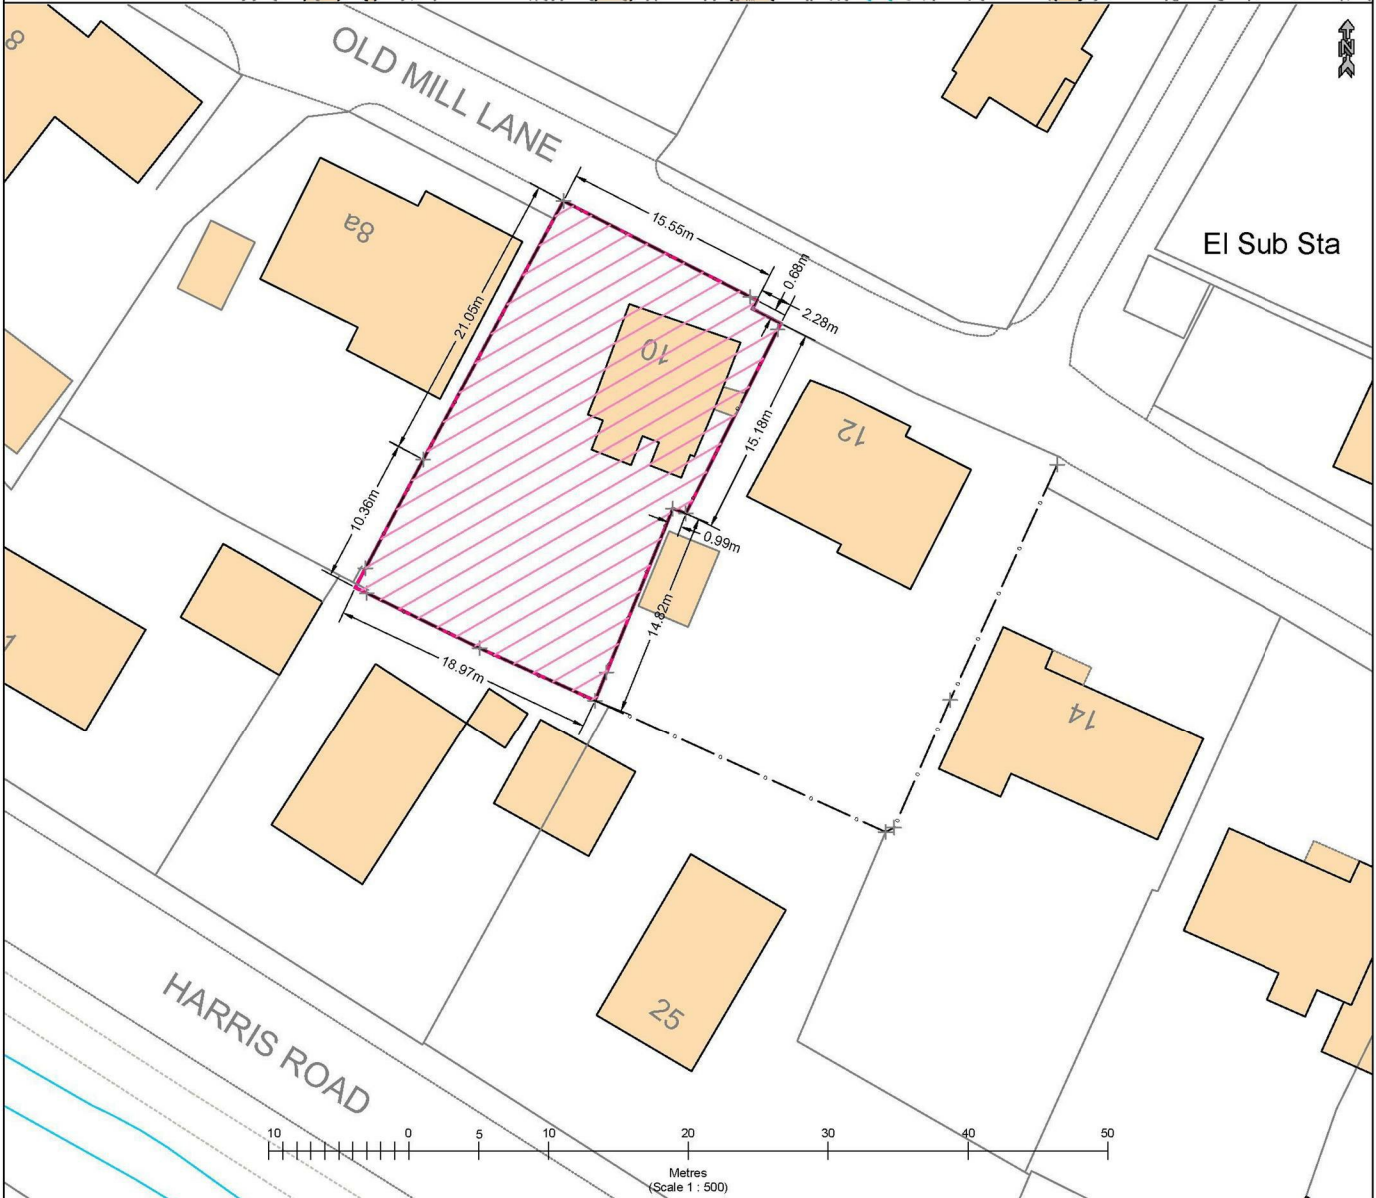 8
OLD MILL LANE
N
8a
15.55m
0.68m
2.28m
El Sub Sta
21.05m
10
15.18m
12
10.36m
0.99m
14.82m
1
18.97m
14
25
HARRIS ROAD
10 0 5 10 20 30 40 50
Metres
(Scale 1 : 500)